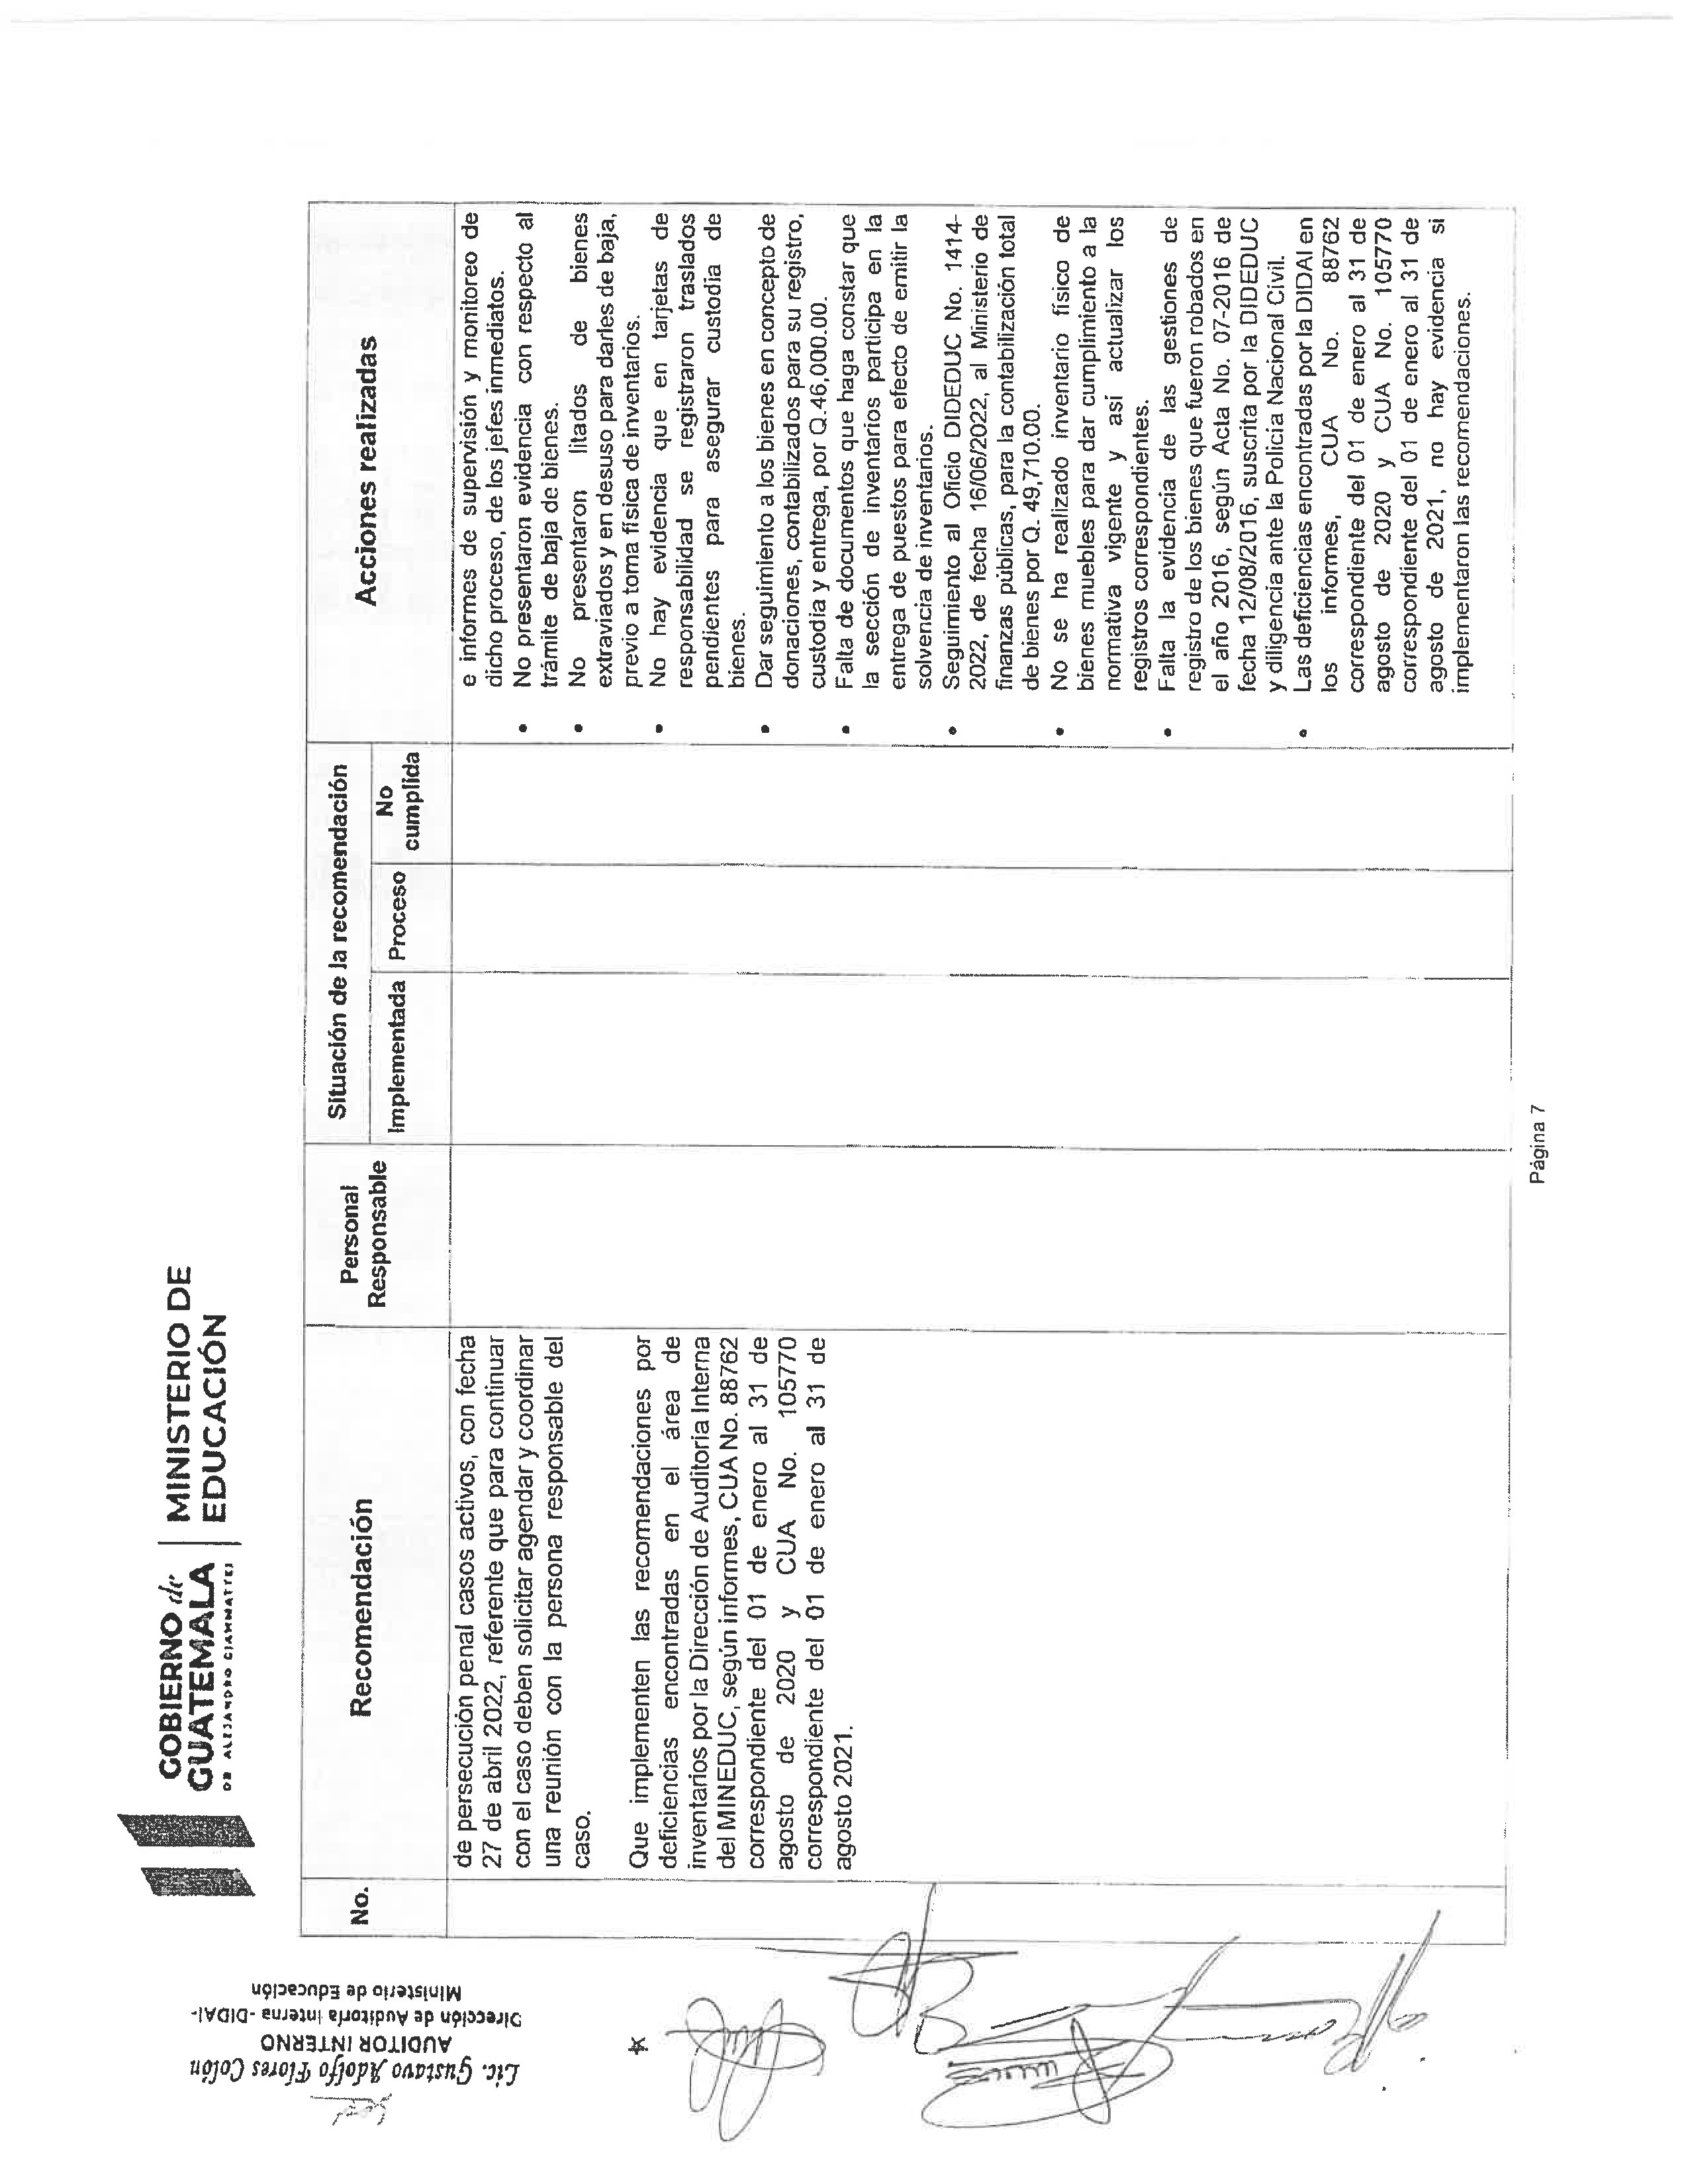 GOBIERNO de
GUATEMALA
DR. ALEJANDRO GIAMMATTEI
MINISTERIO DE
EDUCACIÓN
No.
Recomendación
Personal
Responsable
Situación de la recomendación
Implementada
Proceso
No
cumplida
Acciones realizadas
de persecución penal casos activos, con fecha
27 de abril 2022, referente que para continuar
con el caso deben solicitar agendar y coordinar
una reunión con la persona responsable del
caso.
Que implementen las recomendaciones por
deficiencias encontradas en el área de
inventarios por la Dirección de Auditoria Interna
del MINEDUC, según informes, CUA No. 88762
correspondiente del 01 de enero al 31 de
agosto de 2020 y CUA No. 105770
correspondiente del 01 de enero al 31 de
agosto 2021.
e informes de supervisión y monitoreo de
dicho proceso, de los jefes inmediatos.
• No presentaron evidencia con respecto al
trámite de baja de bienes.
• No presentaron litados de bienes
extraviados y en desuso para darles de baja,
previo a toma física de inventarios.
• No hay evidencia que en tarjetas de
responsabilidad se registraron traslados
pendientes para asegurar custodia de
bienes.
• Dar seguimiento a los bienes en concepto de
donaciones, contabilizados para su registro,
custodia y entrega, por Q.46,000.00.
• Falta de documentos que haga constar que
la sección de inventarios participa en la
entrega de puestos para efecto de emitir la
solvencia de inventarios.
• Seguimiento al Oficio DIDEDUC No. 1414-
2022, de fecha 16/06/2022, al Ministerio de
finanzas públicas, para la contabilización total
de bienes por Q. 49,710.00.
• No se ha realizado inventario físico de
bienes muebles para dar cumplimiento a la
normativa vigente y así actualizar los
registros correspondientes.
• Falta la evidencia de las gestiones de
registro de los bienes que fueron robados en
el año 2016, según Acta No. 07-2016 de
fecha 12/08/2016, suscrita por la DIDEDUC
y diligencia ante la Policía Nacional Civil.
• Las deficiencias encontradas por la DIDAI en
los informes, CUA No. 88762
correspondiente del 01 de enero al 31 de
agosto de 2020 y CUA No. 105770
correspondiente del 01 de enero al 31 de
agosto de 2021, no hay evidencia si
implementaron las recomendaciones.
Página 7
Lic. Gustavo Adolfo Flores Colón
AUDITOR INTERNO
Dirección de Auditoría Interna -DIDAI-
Ministerio de Educación